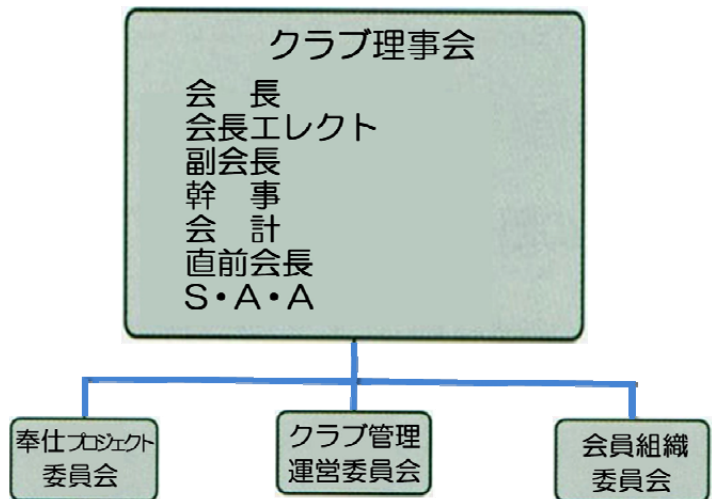 クラブ理事会
会　長
会長エレクト
副会長
幹　事
会　計
直前会長
S・A・A
奉仕プロジェクト
委員会
クラブ管理
運営委員会
会員組織
委員会